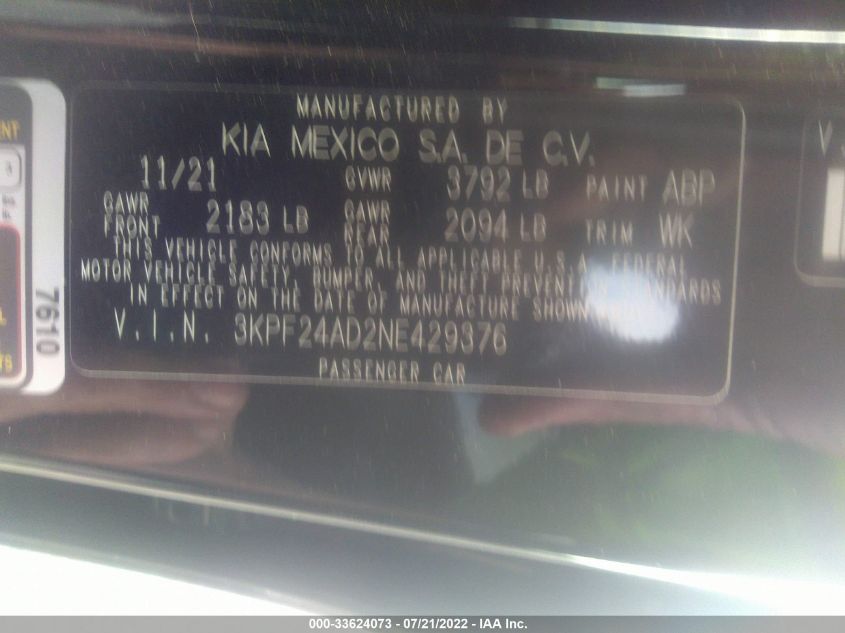 MANUFACTURED BY
KIA MEXICO S.A. DE C.V.
11/21 GVWR 3792 LB PAINT ABP
GAWR FRONT 2183 LB GAWR REAR 2094 LB TRIM WK
THIS VEHICLE CONFORMS TO ALL APPLICABLE U.S.A. FEDERAL
MOTOR VEHICLE SAFETY, BUMPER, AND THEFT PREVENTION STANDARDS
IN EFFECT ON THE DATE OF MANUFACTURE SHOWN
V.I.N. 3KPF24AD2NE429376
PASSENGER CAR
7610
000-33624073 - 07/21/2022 - IAAI Inc.